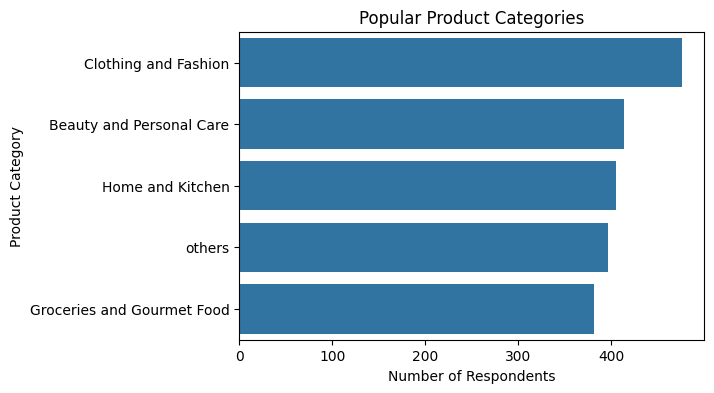 Popular Product Categories
Product Category
Clothing and Fashion
Beauty and Personal Care
Home and Kitchen
others
Groceries and Gourmet Food
0 100 200 300 400
Number of Respondents